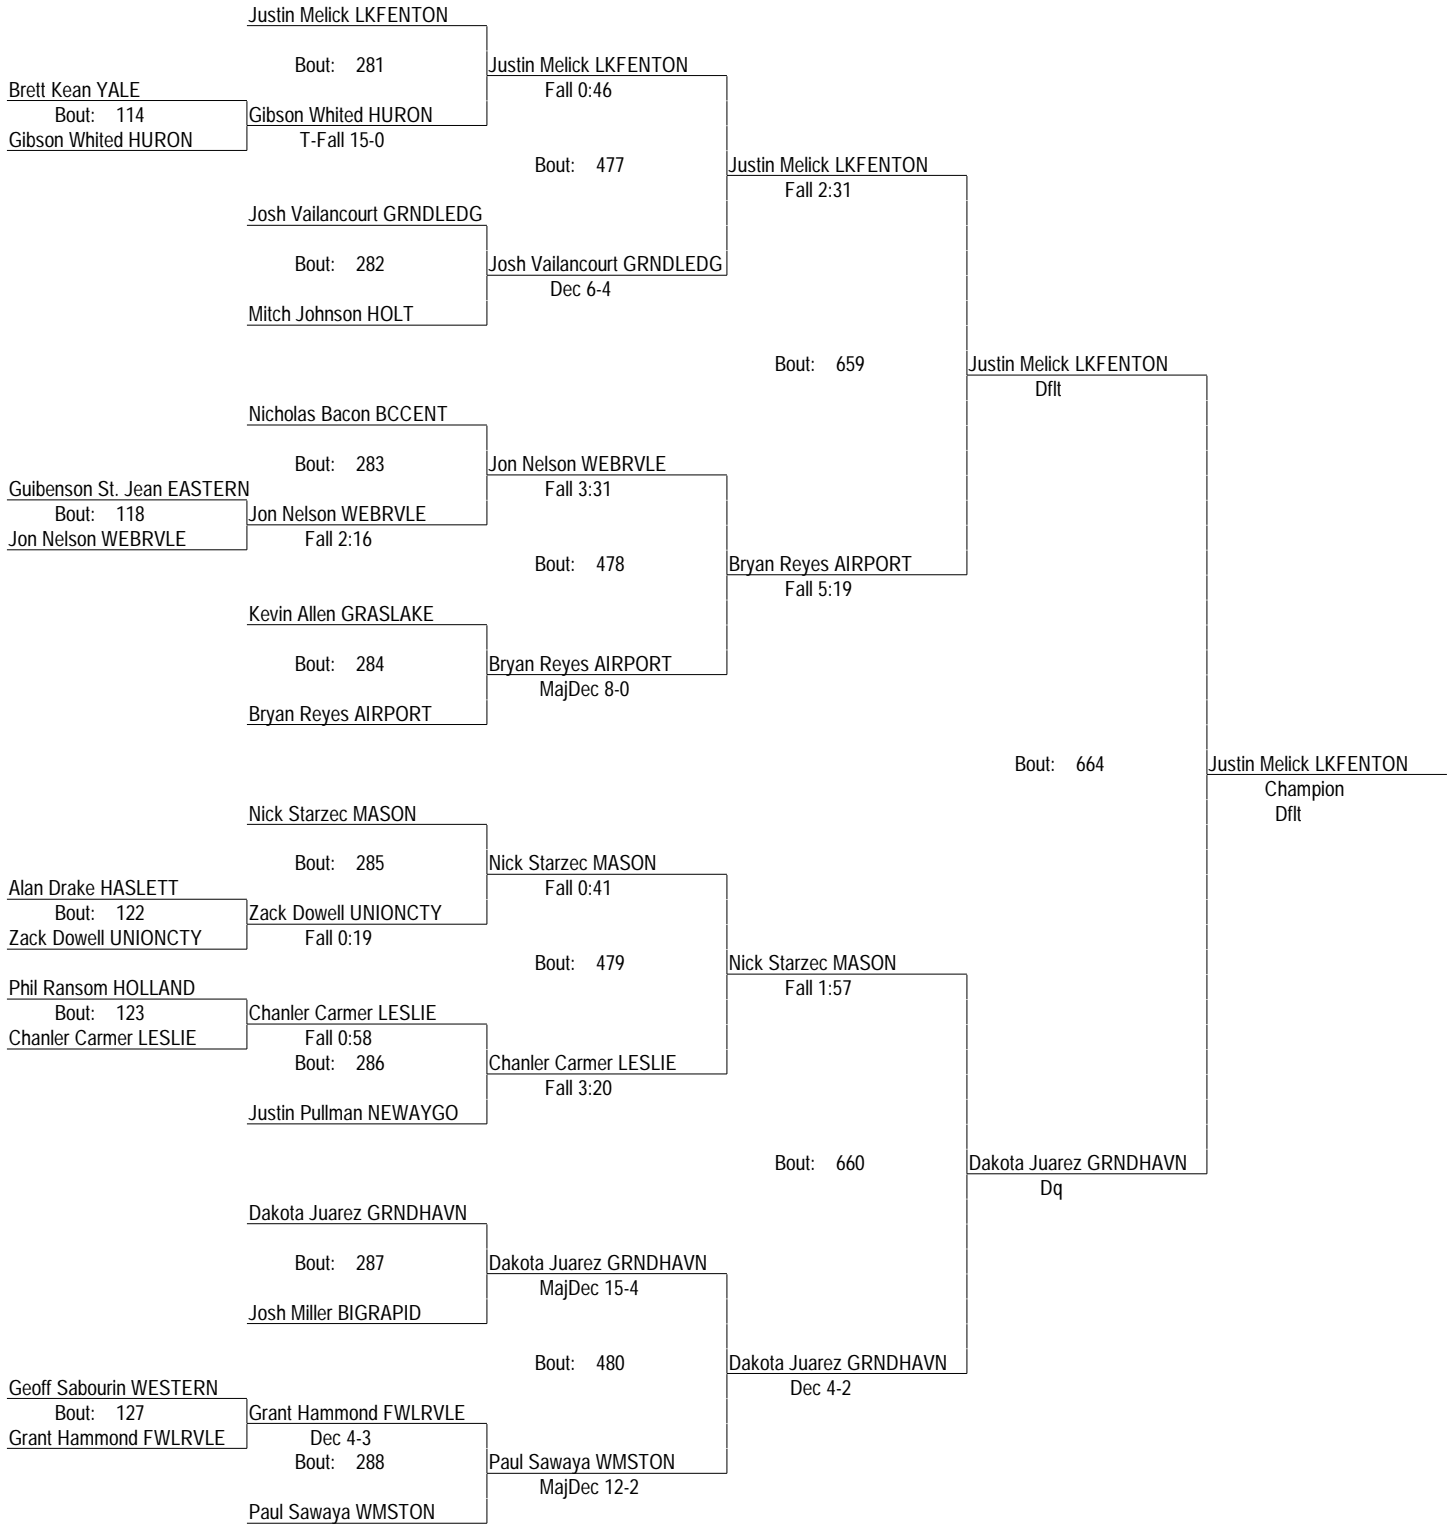 Justin Melick LKFENTON
Bout: 281 Justin Melick LKFENTON
Brett Kean YALE Fall 0:46
Bout: 114 Gibson Whited HURON
Gibson Whited HURON T-Fall 15-0
Bout: 477 Justin Melick LKFENTON
Fall 2:31
Josh Vailancourt GRNDLEDG
Bout: 282 Josh Vailancourt GRNDLEDG
Dec 6-4
Mitch Johnson HOLT
Bout: 659 Justin Melick LKFENTON
Dflt
Nicholas Bacon BCCENT
Bout: 283 Jon Nelson WEBRVLE
Guibenson St. Jean EASTERN Fall 3:31
Bout: 118 Jon Nelson WEBRVLE
Jon Nelson WEBRVLE Fall 2:16
Bout: 478 Bryan Reyes AIRPORT
Fall 5:19
Kevin Allen GRASLAKE
Bout: 284 Bryan Reyes AIRPORT
MajDec 8-0
Bryan Reyes AIRPORT
Bout: 664 Justin Melick LKFENTON
Champion
Nick Starzec MASON Dflt
Bout: 285 Nick Starzec MASON
Alan Drake HASLETT Fall 0:41
Bout: 122 Zack Dowell UNIONCTY
Zack Dowell UNIONCTY Fall 0:19
Bout: 479 Nick Starzec MASON
Phil Ransom HOLLAND Fall 1:57
Bout: 123 Chanler Carmer LESLIE
Chanler Carmer LESLIE Fall 0:58
Bout: 286 Chanler Carmer LESLIE
Fall 3:20
Justin Pullman NEWAYGO
Bout: 660 Dakota Juarez GRNDHAVN
Dq
Dakota Juarez GRNDHAVN
Bout: 287 Dakota Juarez GRNDHAVN
MajDec 15-4
Josh Miller BIGRAPID
Bout: 480 Dakota Juarez GRNDHAVN
Geoff Sabourin WESTERN Dec 4-2
Bout: 127 Grant Hammond FWLRVLE
Grant Hammond FWLRVLE Dec 4-3
Bout: 288 Paul Sawaya WMSTON
MajDec 12-2
Paul Sawaya WMSTON